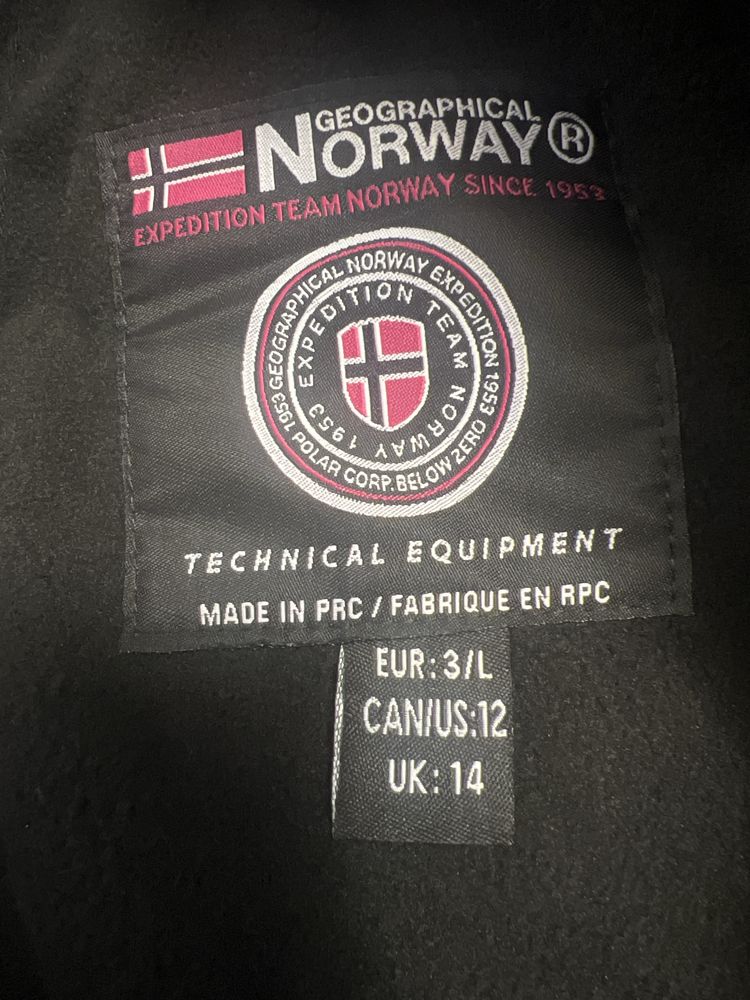 GEOGRAPHICAL
NORWAY®
EXPEDITION TEAM NORWAY SINCE 1953
GEOGRAPHICAL NORWAY EXPEDITION 1953
POLAR CORP. BELOW ZERO 1953
EXPEDITION TEAM NORWAY 1953
TECHNICAL EQUIPMENT
MADE IN PRC / FABRIQUE EN RPC
EUR: 3/L
CAN/US:12
UK: 14